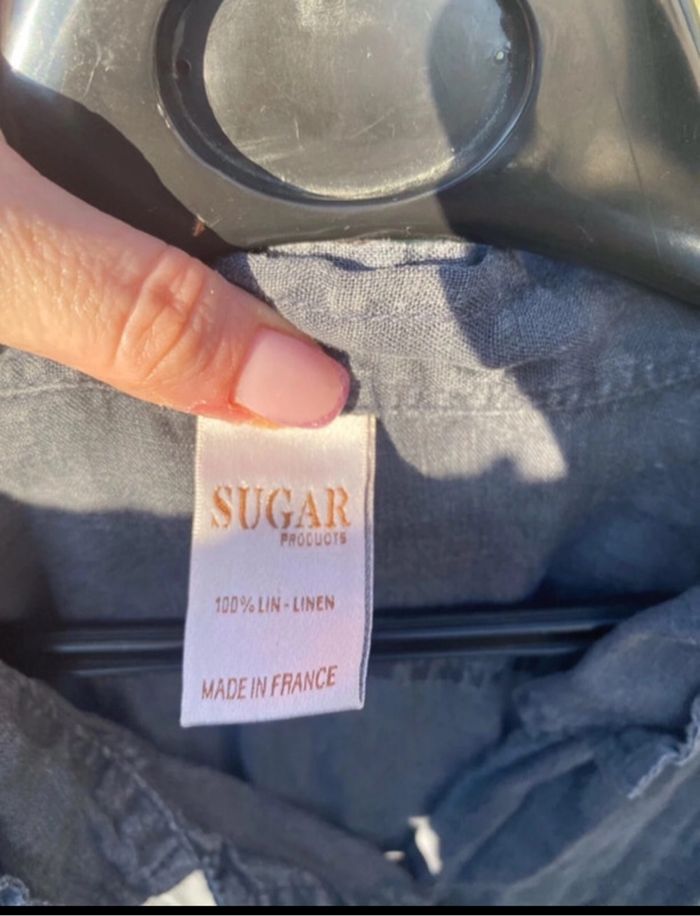 SUGAR
PRODUCTS
100% LIN - LINEN
MADE IN FRANCE